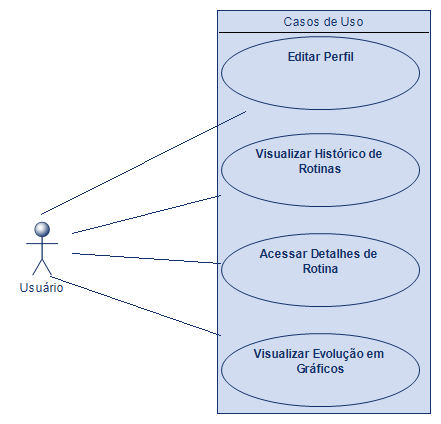 Casos de Uso
Editar Perfil
Visualizar Histórico de
Rotinas
Acessar Detalhes de
Rotina
Usuário
Visualizar Evolução em
Gráficos